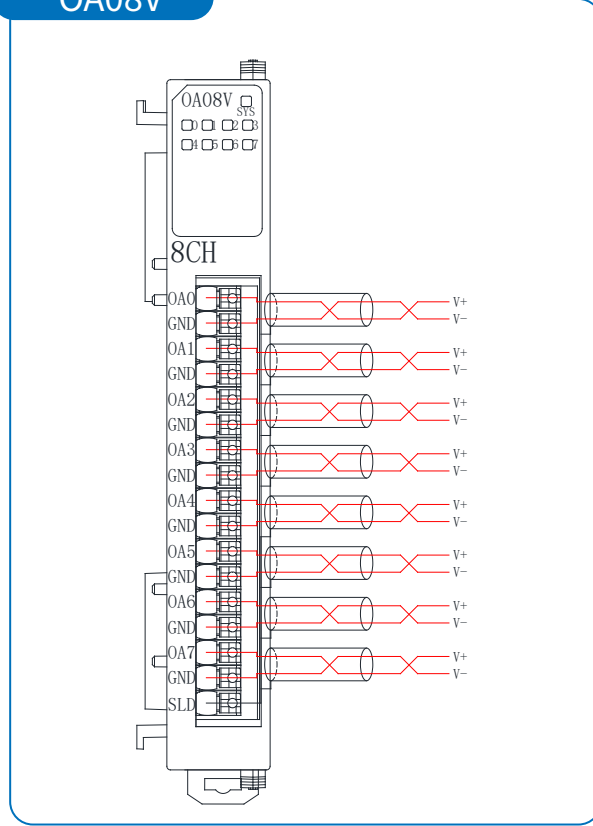 OA08V
OA08V
SYS
0 1 2 3
4 5 6 7
8CH
OA0 V+
GND V-
OA1 V+
GND V-
OA2 V+
GND V-
OA3 V+
GND V-
OA4 V+
GND V-
OA5 V+
GND V-
OA6 V+
GND V-
OA7 V+
GND V-
SLD